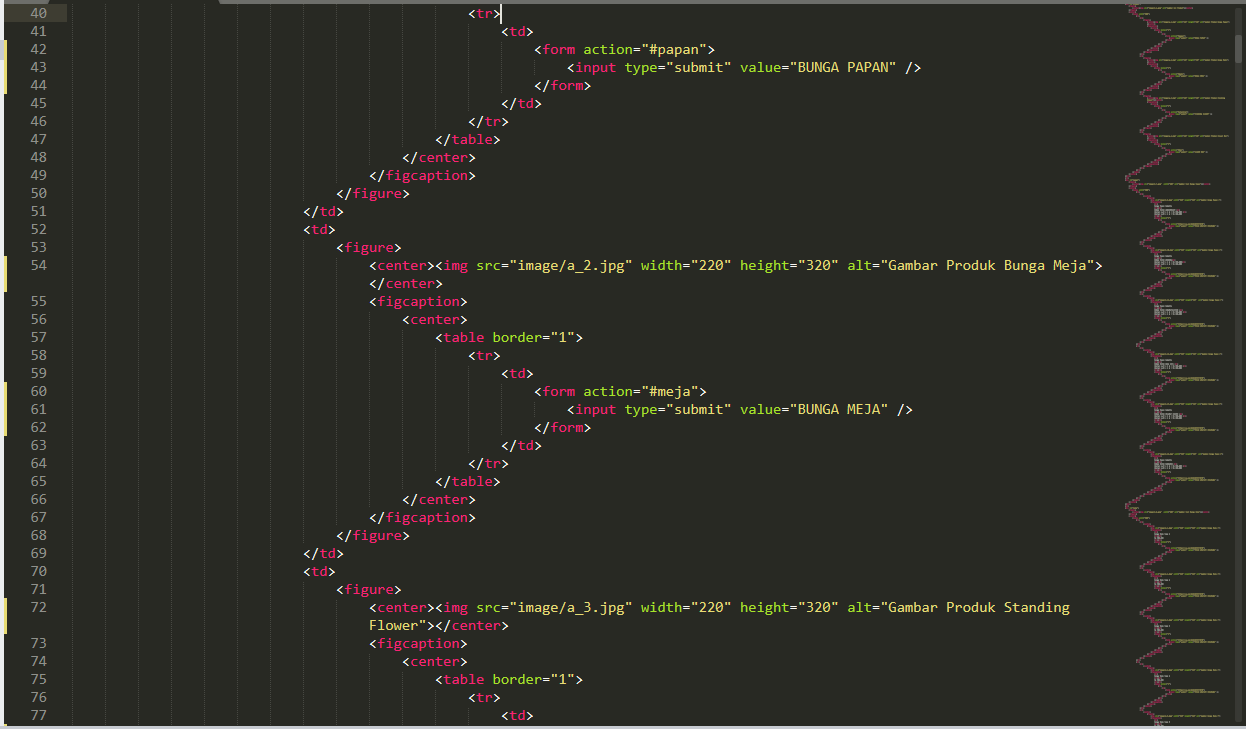 40 <tr>
41 <td>
42 <form action="#papan">
43 <input type="submit" value="BUNGA PAPAN" />
44 </form>
45 </td>
46 </tr>
47 </table>
48 </center>
49 </figcaption>
50 </figure>
51 </td>
52 <td>
53 <figure>
54 <center><img src="image/a_2.jpg" width="220" height="320" alt="Gambar Produk Bunga Meja">
</center>
55 <figcaption>
56 <center>
57 <table border="1">
58 <tr>
59 <td>
60 <form action="#meja">
61 <input type="submit" value="BUNGA MEJA" />
62 </form>
63 </td>
64 </tr>
65 </table>
66 </center>
67 </figcaption>
68 </figure>
69 </td>
70 <td>
71 <figure>
72 <center><img src="image/a_3.jpg" width="220" height="320" alt="Gambar Produk Standing
Flower"></center>
73 <figcaption>
74 <center>
75 <table border="1">
76 <tr>
77 <td>